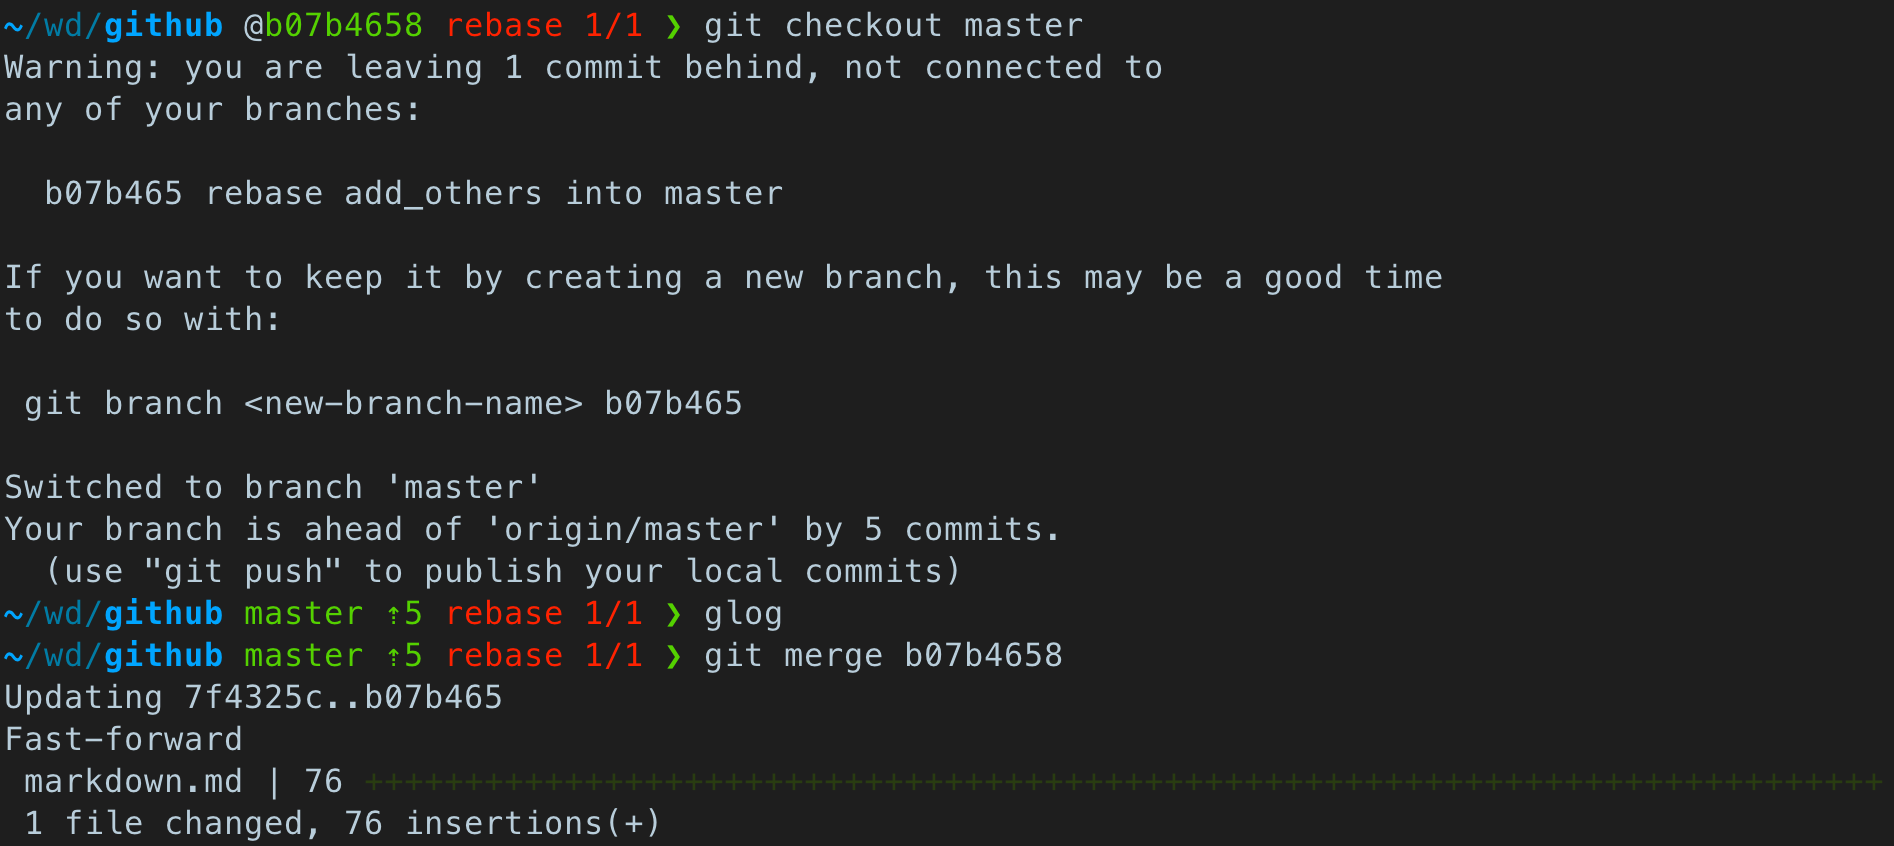 ~/wd/github @b07b4658 rebase 1/1 ❯ git checkout master
Warning: you are leaving 1 commit behind, not connected to
any of your branches:
b07b465 rebase add_others into master
If you want to keep it by creating a new branch, this may be a good time
to do so with:
git branch <new-branch-name> b07b465
Switched to branch 'master'
Your branch is ahead of 'origin/master' by 5 commits.
(use "git push" to publish your local commits)
~/wd/github master ⇡5 rebase 1/1 ❯ glog
~/wd/github master ⇡5 rebase 1/1 ❯ git merge b07b4658
Updating 7f4325c..b07b465
Fast-forward
markdown.md | 76 ++++++++++++++++++++++++++++++++++++++++++++++++++++++++++++++++++++++++++++
1 file changed, 76 insertions(+)